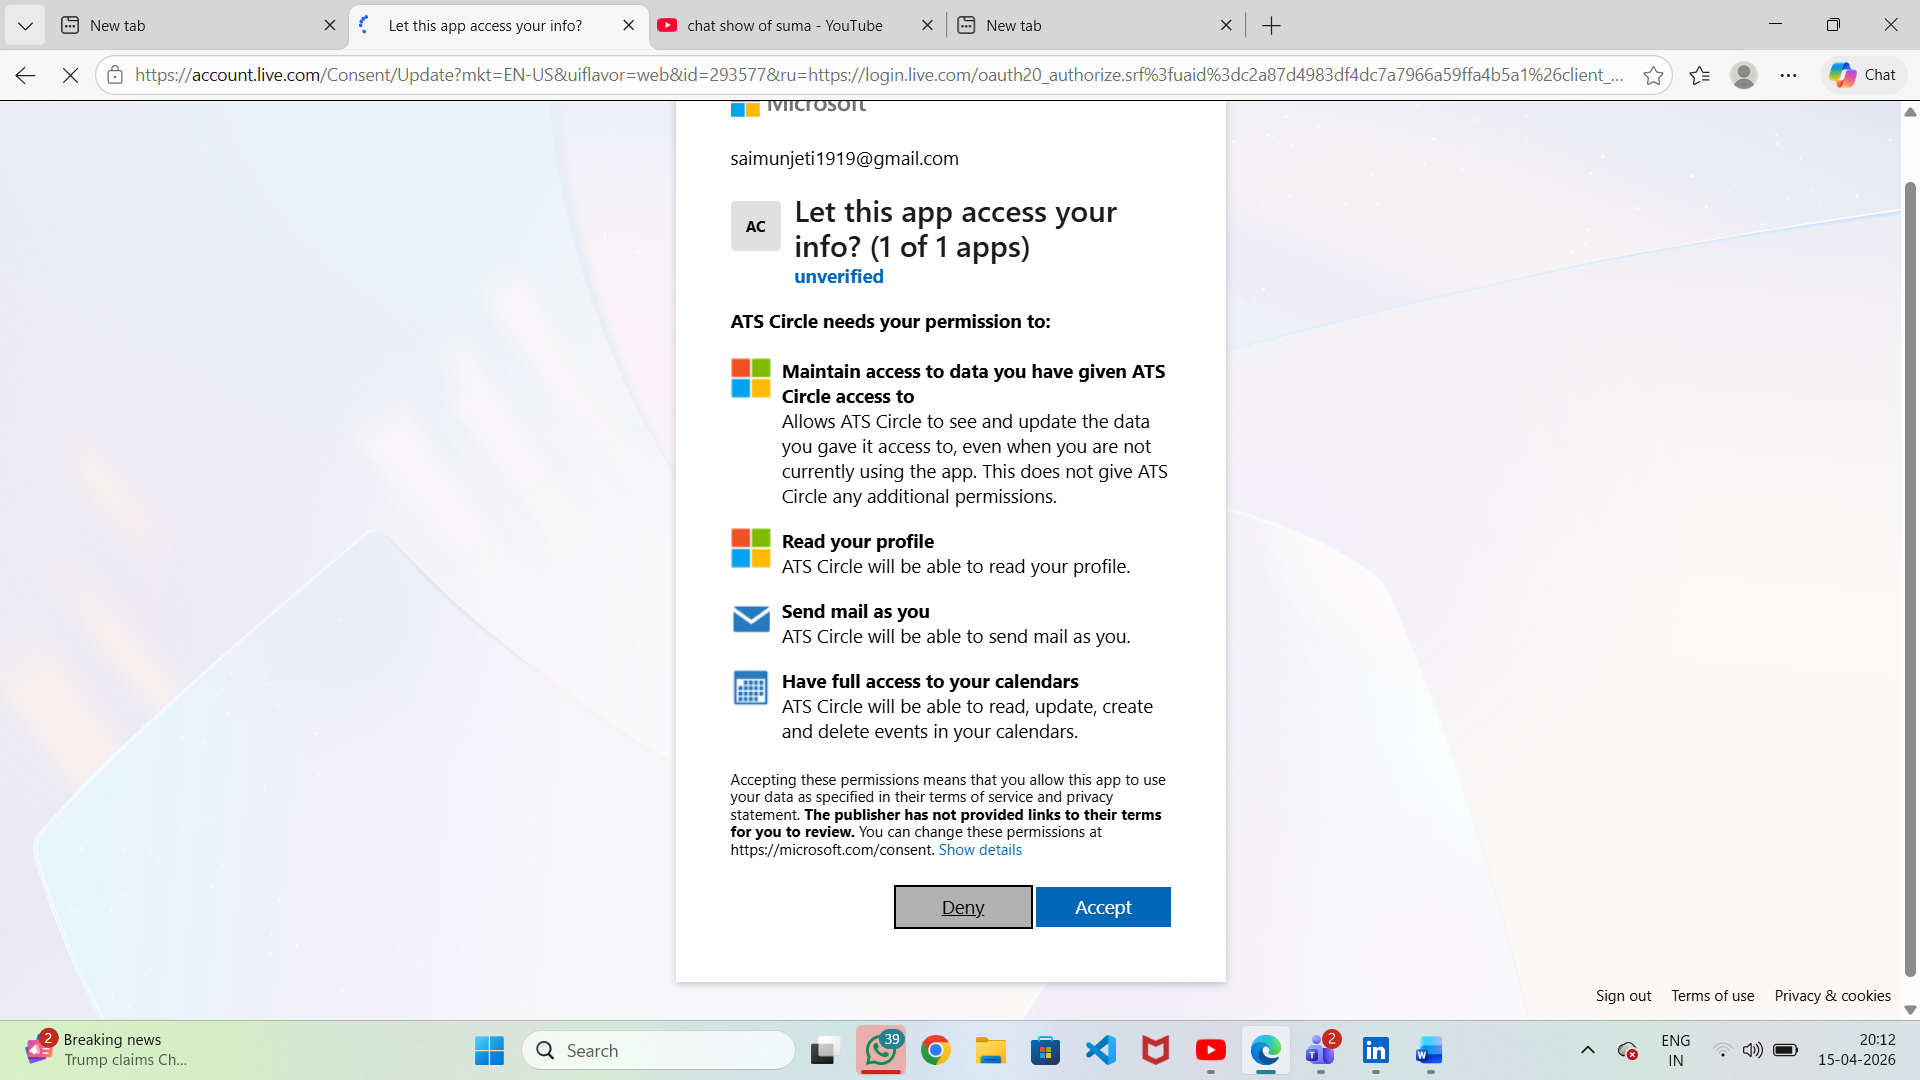 New tab
Let this app access your info?
chat show of suma - YouTube
New tab
https://account.live.com/Consent/Update?mkt=EN-US&uiflavor=web&id=293577&ru=https://login.live.com/oauth20_authorize.srf%3fuaid%3dc2a87d4983df4dc7a7966a59ffa4b5a1%26client_...
Chat
Microsoft
saimunjeti1919@gmail.com
AC
Let this app access your
info? (1 of 1 apps)
unverified
ATS Circle needs your permission to:
Maintain access to data you have given ATS
Circle access to
Allows ATS Circle to see and update the data
you gave it access to, even when you are not
currently using the app. This does not give ATS
Circle any additional permissions.
Read your profile
ATS Circle will be able to read your profile.
Send mail as you
ATS Circle will be able to send mail as you.
Have full access to your calendars
ATS Circle will be able to read, update, create
and delete events in your calendars.
Accepting these permissions means that you allow this app to use
your data as specified in their terms of service and privacy
statement. The publisher has not provided links to their terms
for you to review. You can change these permissions at
https://microsoft.com/consent. Show details
Deny
Accept
Sign out
Terms of use
Privacy & cookies
2
Breaking news
Trump claims Ch...
Search
39
2
ENG
IN
20:12
15-04-2026